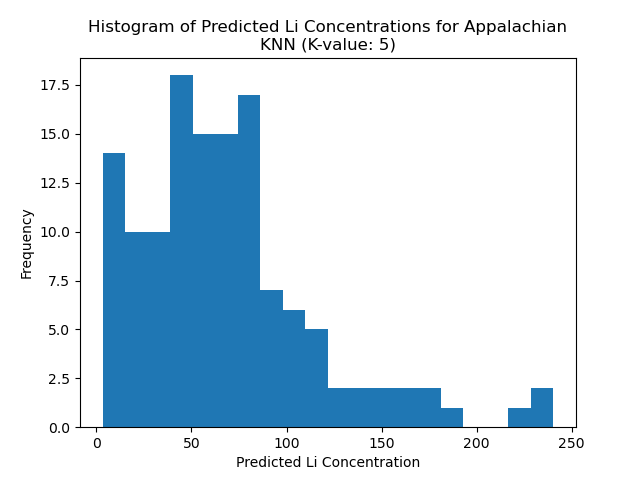 Histogram of Predicted Li Concentrations for Appalachian
KNN (K-value: 5)
17.5
15.0
12.5
10.0
7.5
5.0
2.5
0.0
Frequency
0 50 100 150 200 250
Predicted Li Concentration